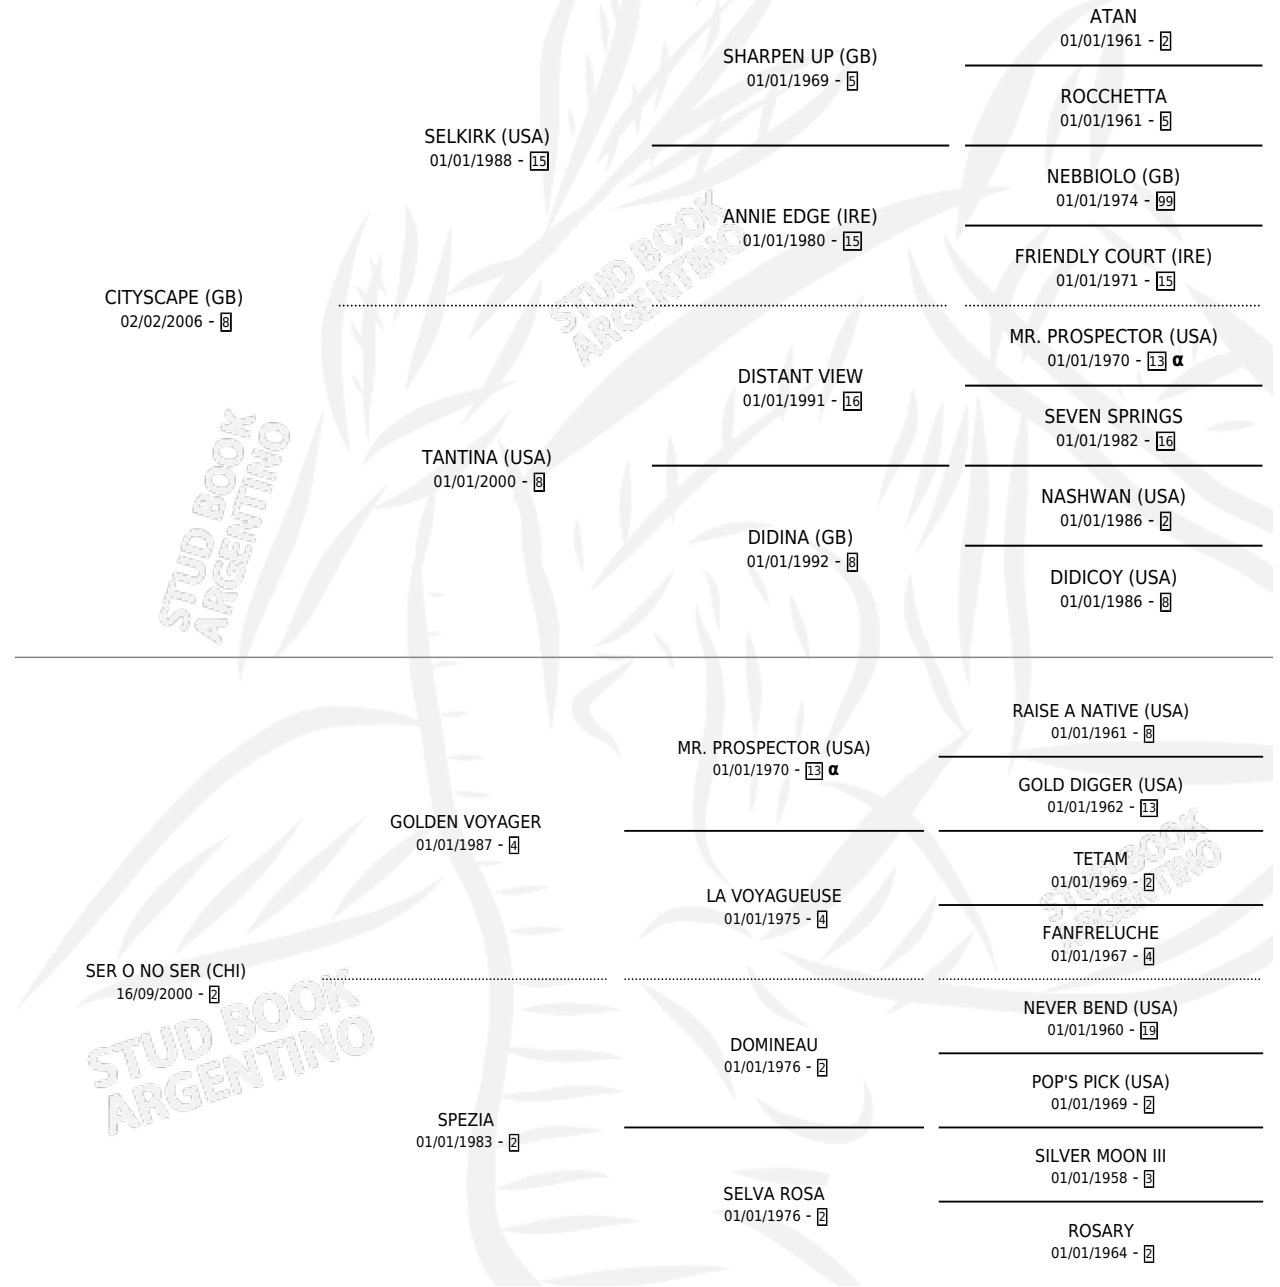 ATAN
01/01/1961 - 2
SHARPEN UP (GB)
01/01/1969 - 5
ROCCHETTA
01/01/1961 - 5
SELKIRK (USA)
01/01/1988 - 15
NEBBIOLO (GB)
01/01/1974 - 99
ANNIE EDGE (IRE)
01/01/1980 - 15
FRIENDLY COURT (IRE)
01/01/1971 - 15
CITYSCAPE (GB)
02/02/2006 - 8
MR. PROSPECTOR (USA)
01/01/1970 - 13 α
DISTANT VIEW
01/01/1991 - 16
SEVEN SPRINGS
01/01/1982 - 16
TANTINA (USA)
01/01/2000 - 8
NASHWAN (USA)
01/01/1986 - 2
DIDINA (GB)
01/01/1992 - 8
DIDICOY (USA)
01/01/1986 - 8
RAISE A NATIVE (USA)
01/01/1961 - 8
MR. PROSPECTOR (USA)
01/01/1970 - 13 α
GOLD DIGGER (USA)
01/01/1962 - 13
GOLDEN VOYAGER
01/01/1987 - 4
TETAM
01/01/1969 - 2
LA VOYAGUEUSE
01/01/1975 - 4
FANFRELUCHE
01/01/1967 - 4
SER O NO SER (CHI)
16/09/2000 - 2
NEVER BEND (USA)
01/01/1960 - 19
DOMINEAU
01/01/1976 - 2
POP'S PICK (USA)
01/01/1969 - 2
SPEZIA
01/01/1983 - 2
SILVER MOON III
01/01/1958 - 3
SELVA ROSA
01/01/1976 - 2
ROSARY
01/01/1964 - 2
STUD BOOK
ARGENTINO
STUD BOOK
ARGENTINO
STUD BOOK
ARGENTINO
STUD BOOK
ARGENTINO